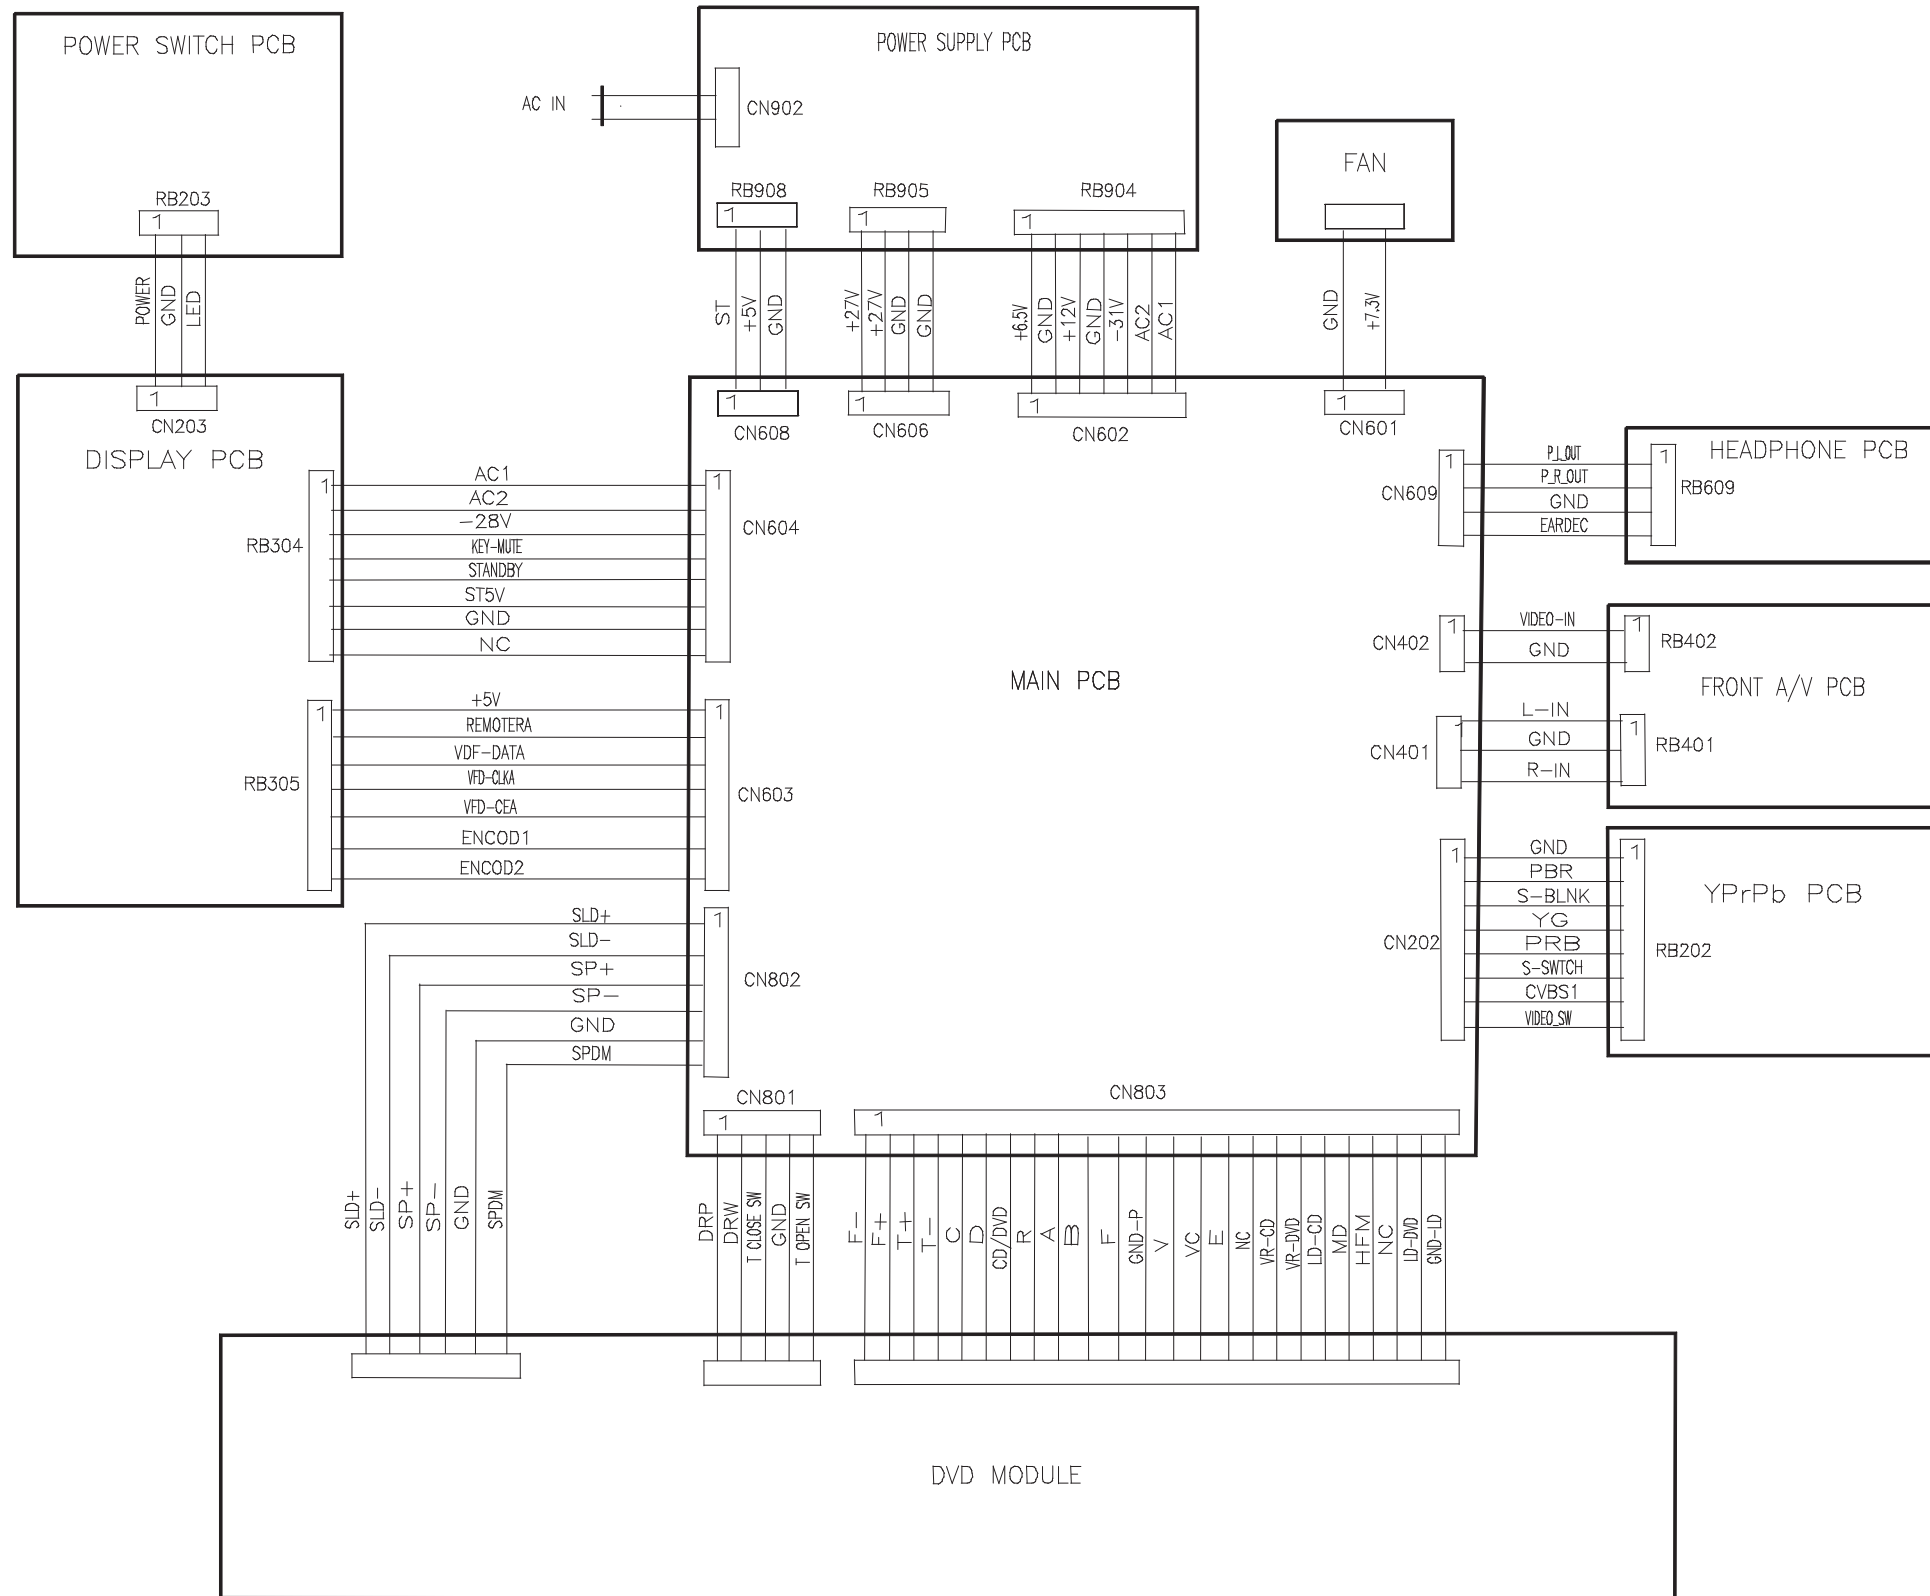 POWER SWITCH PCB
RB203
1
POWER
GND
LED
1
CN203
DISPLAY PCB
POWER SUPPLY PCB
AC IN
CN902
RB908
1
RB905
1
RB904
1
ST
+5V
GND
+27V
+27V
GND
GND
+6.5V
GND
+12V
GND
-31V
AC2
AC1
FAN
GND
+7.3V
1
CN608
1
CN606
1
CN602
1
CN601
MAIN PCB
RB304
1
AC1
AC2
-28V
KEY-MUTE
STANDBY
ST5V
GND
NC
1
CN604
RB305
1
+5V
REMOTERA
VDF-DATA
VFD-CLKA
VFD-CEA
ENCOD1
ENCOD2
1
CN603
SLD+
SLD-
SP+
SP-
GND
SPDM
1
CN802
CN609
1
P_L_OUT
P_R_OUT
GND
EARDEC
1
RB609
HEADPHONE PCB
CN402
1
VIDEO-IN
GND
1
RB402
FRONT A/V PCB
CN401
1
L-IN
GND
R-IN
1
RB401
CN202
1
GND
PBR
S-BLNK
YG
PRB
S-SWTCH
CVBS1
VIDEO_SW
1
RB202
YPrPb PCB
CN801
1
CN803
1
SLD+
SLD-
SP+
SP-
GND
SPDM
DRP
DRW
T CLOSE SW
GND
T OPEN SW
F-
F+
T+
T-
C
D
CD/DVD
R
A
B
F
GND-P
V
VC
E
NC
VR-CD
VR-DVD
LD-CD
MD
HFM
NC
LD-DVD
GND-LD
DVD MODULE